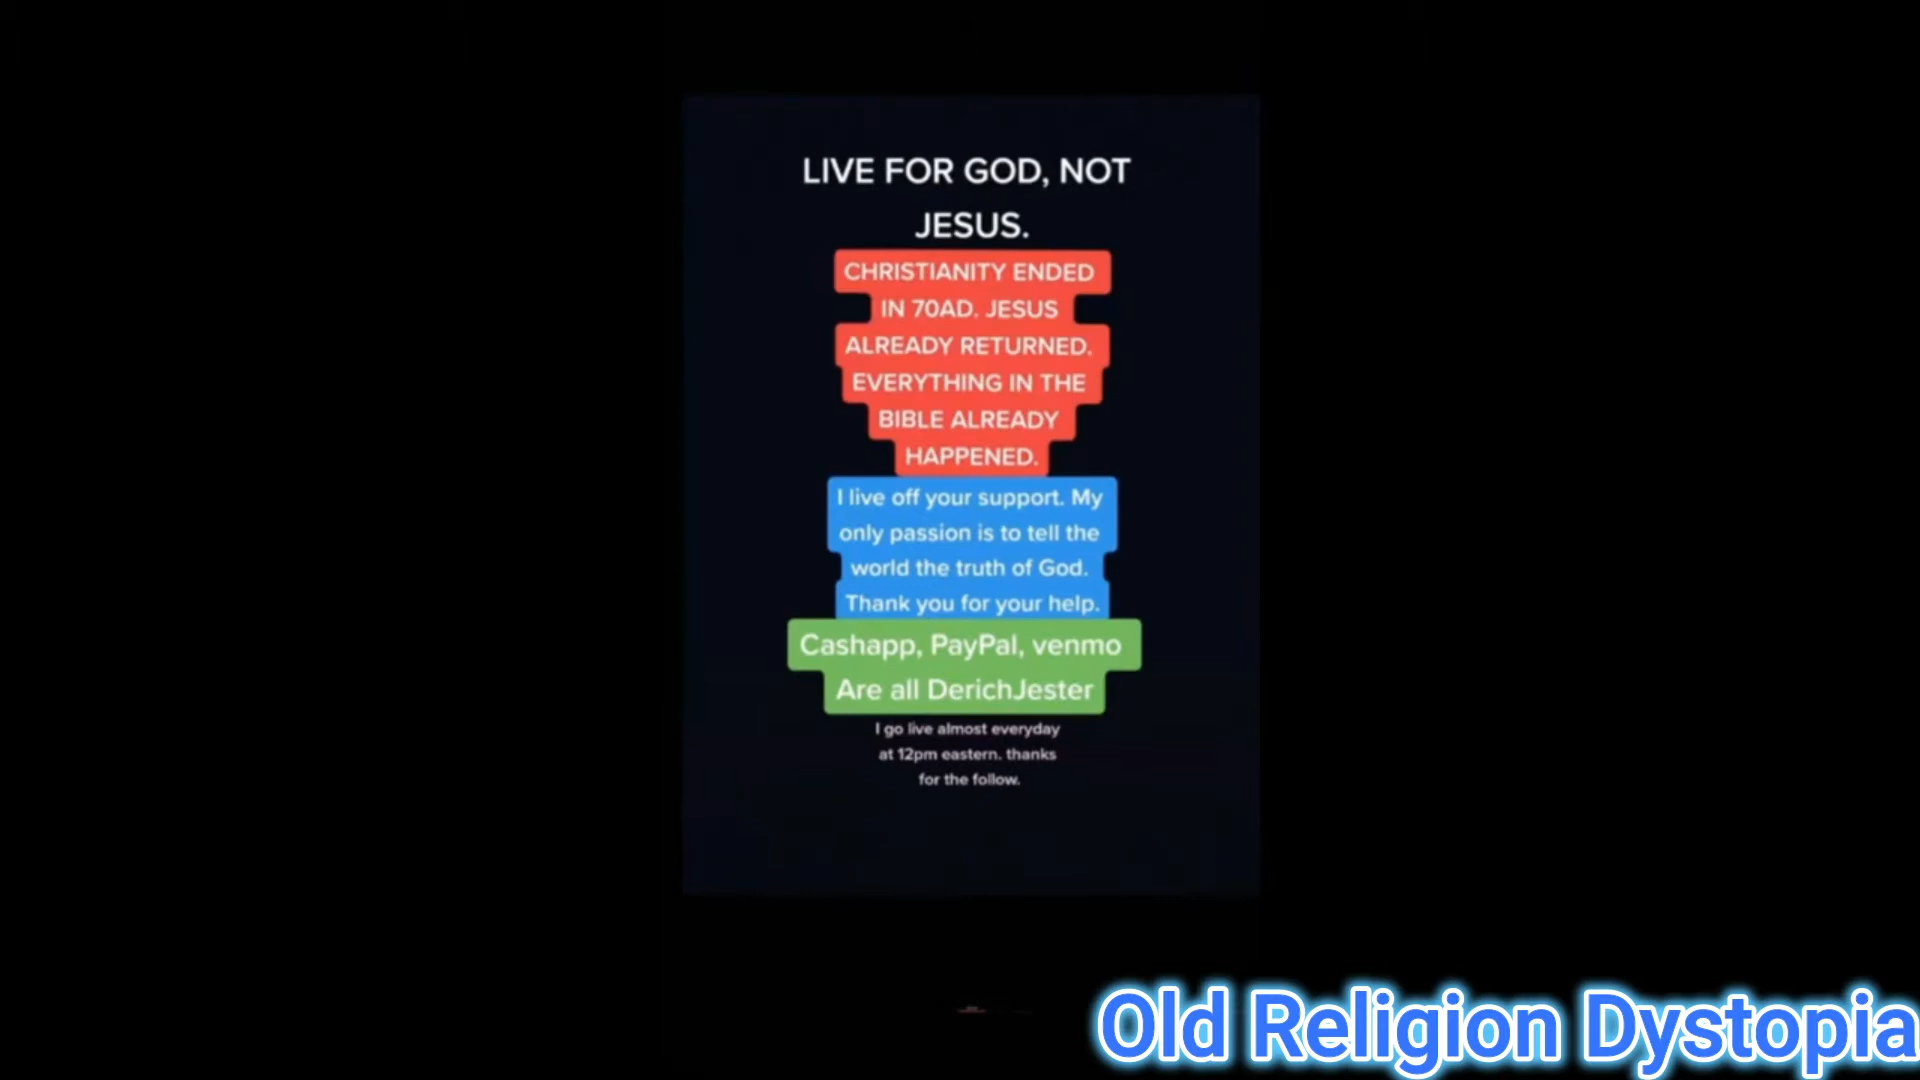 LIVE FOR GOD, NOT
JESUS.
CHRISTIANITY ENDED
IN 70AD. JESUS
ALREADY RETURNED.
EVERYTHING IN THE
BIBLE ALREADY
HAPPENED.
I live off your support. My
only passion is to tell the
world the truth of God.
Thank you for your help.
Cashapp, PayPal, venmo
Are all DerichJester
I go live almost everyday
at 12pm eastern. thanks
for the follow.
Old Religion Dystopia